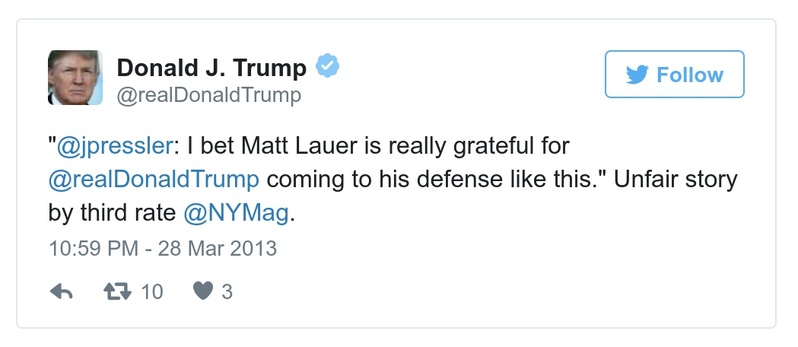 Donald J. Trump
@realDonaldTrump
Follow
"@jpressler: I bet Matt Lauer is really grateful for
@realDonaldTrump coming to his defense like this." Unfair story
by third rate @NYMag.
10:59 PM - 28 Mar 2013
10 3